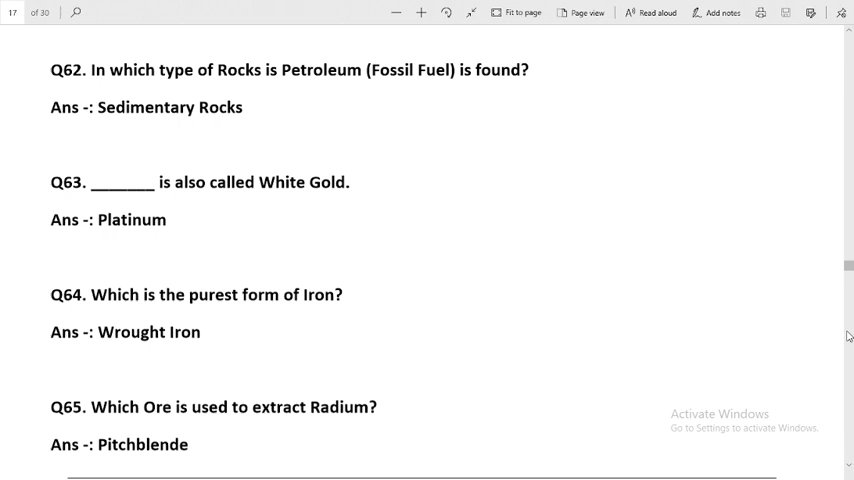 17 of 30 Fit to page Page view Read aloud Add notes
Q62. In which type of Rocks is Petroleum (Fossil Fuel) is found?
Ans -: Sedimentary Rocks
Q63. _______ is also called White Gold.
Ans -: Platinum
Q64. Which is the purest form of Iron?
Ans -: Wrought Iron
Q65. Which Ore is used to extract Radium?
Ans -: Pitchblende
Activate Windows
Go to Settings to activate Windows.